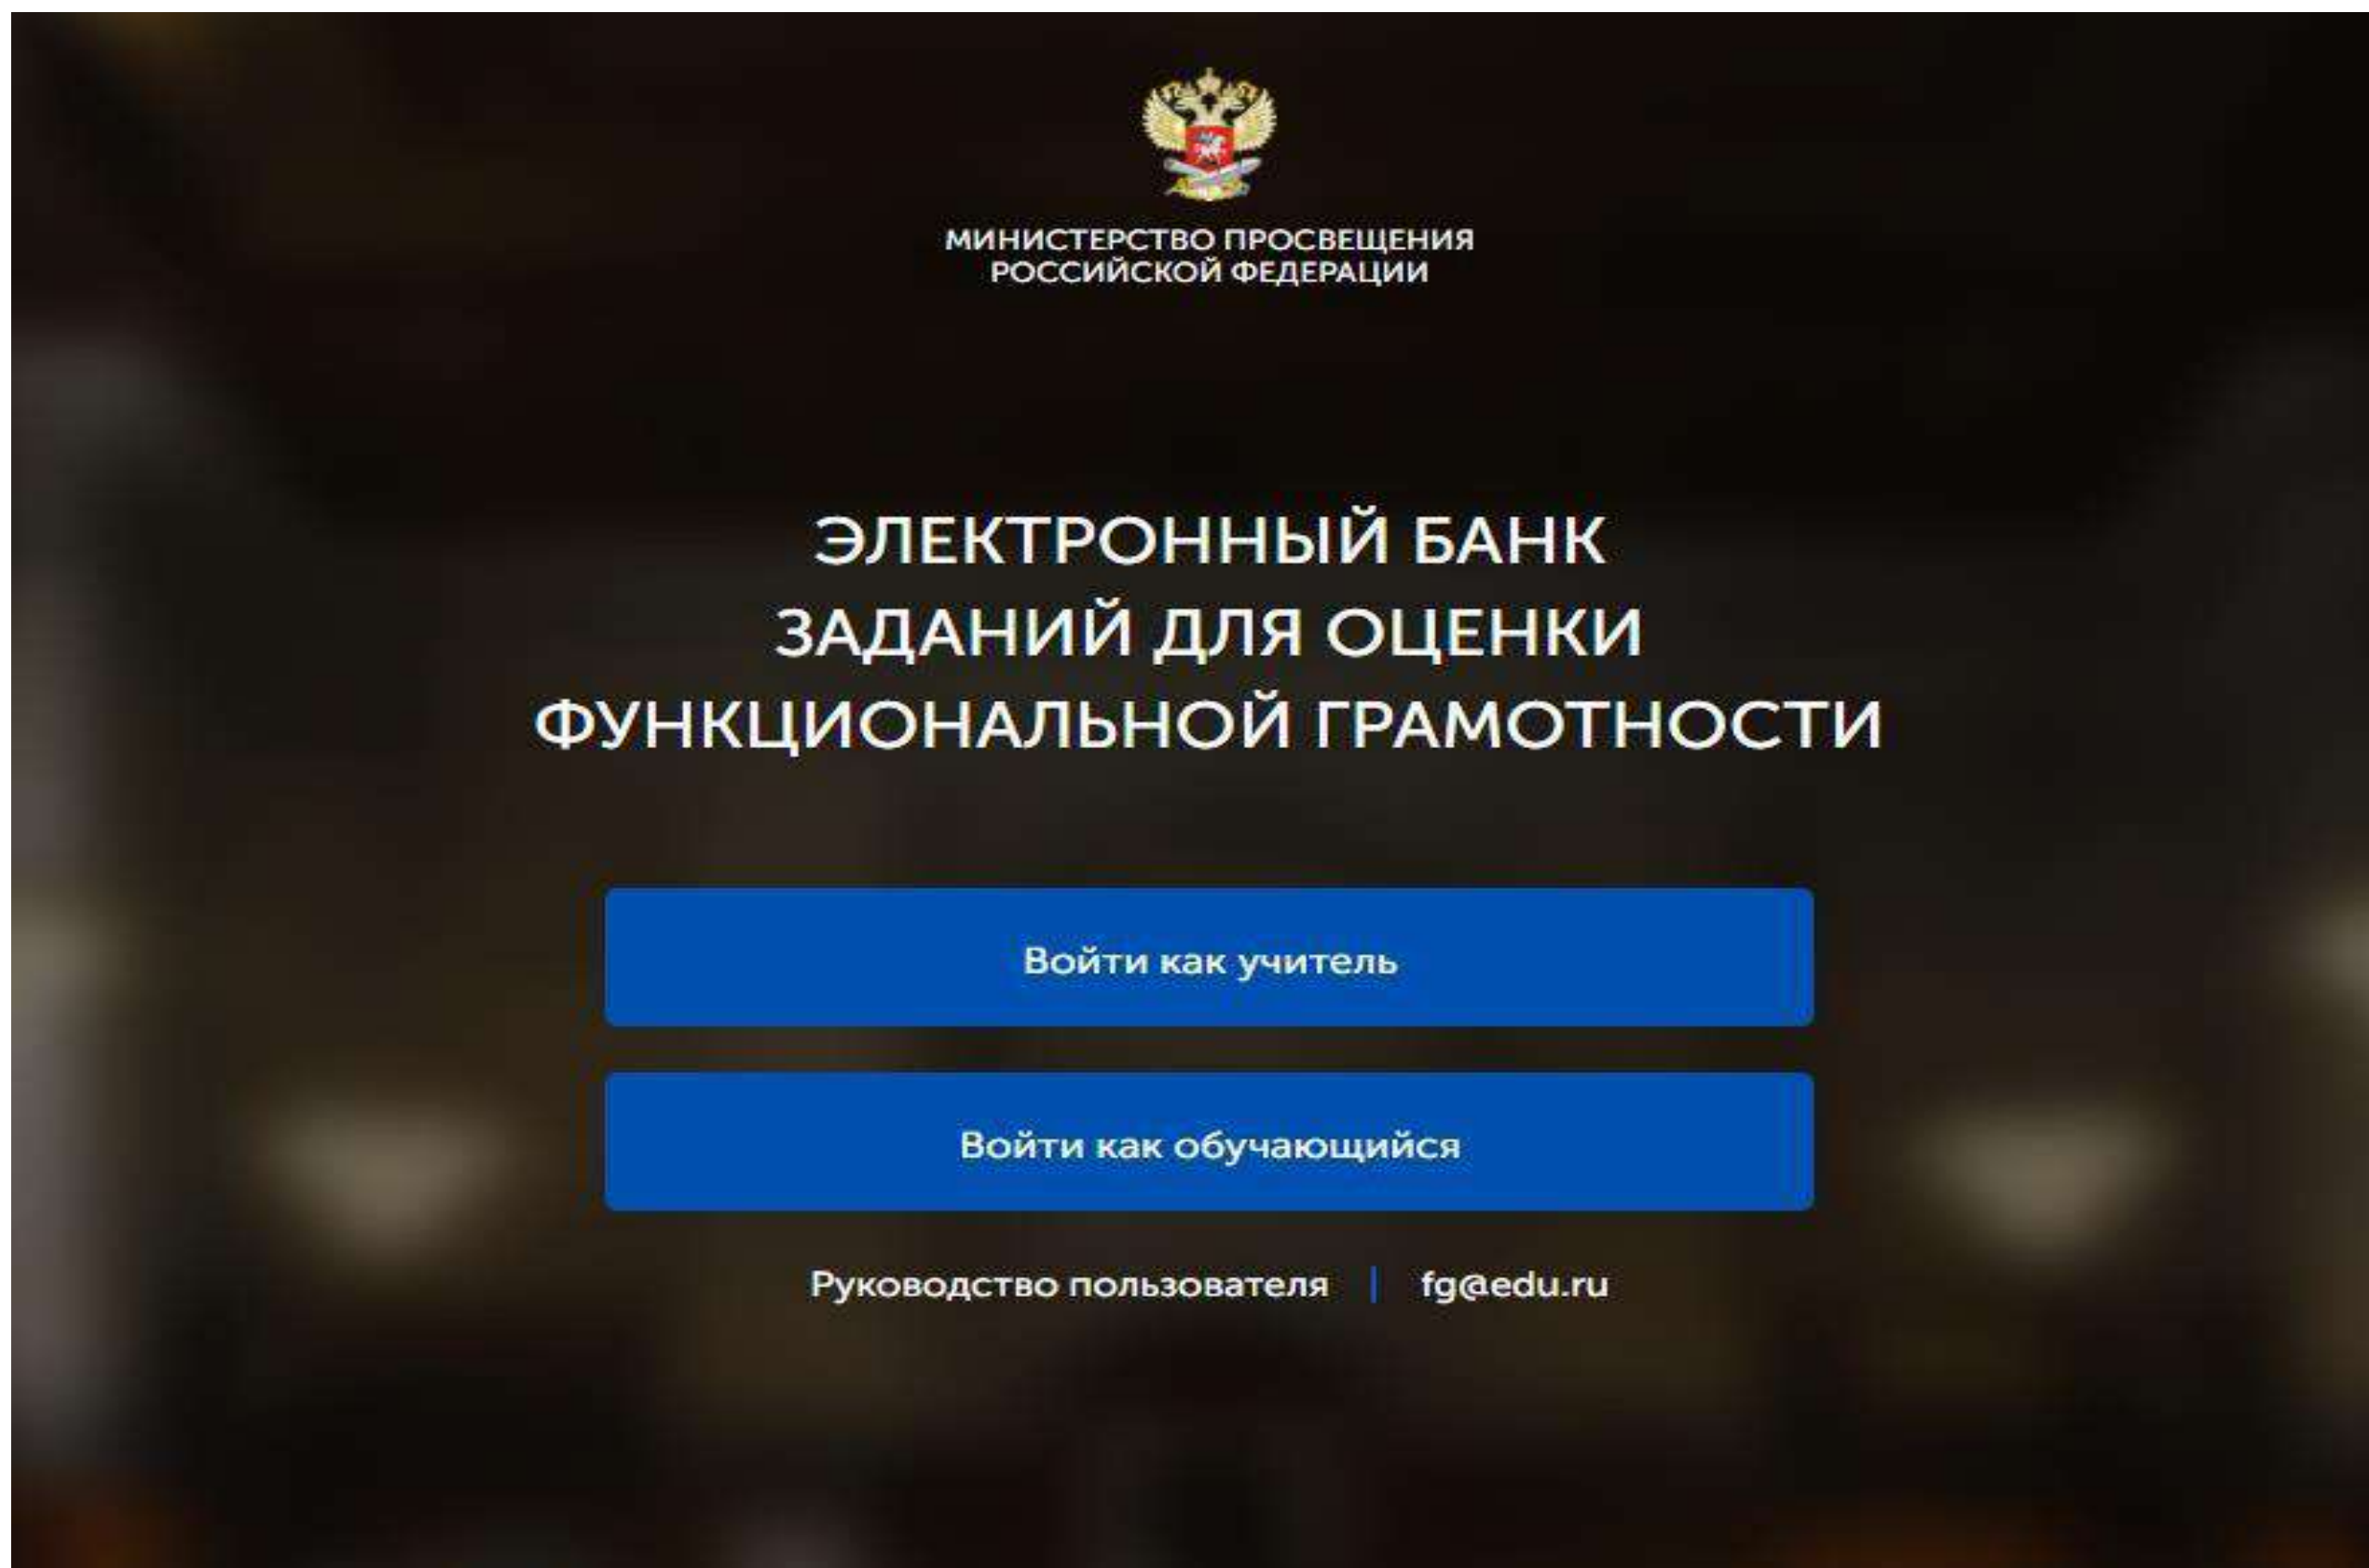 МИНИСТЕРСТВО ПРОСВЕЩЕНИЯ
РОССИЙСКОЙ ФЕДЕРАЦИИ
ЭЛЕКТРОННЫЙ БАНК
ЗАДАНИЙ ДЛЯ ОЦЕНКИ
ФУНКЦИОНАЛЬНОЙ ГРАМОТНОСТИ
Войти как учитель
Войти как обучающийся
Руководство пользователя | fg@edu.ru